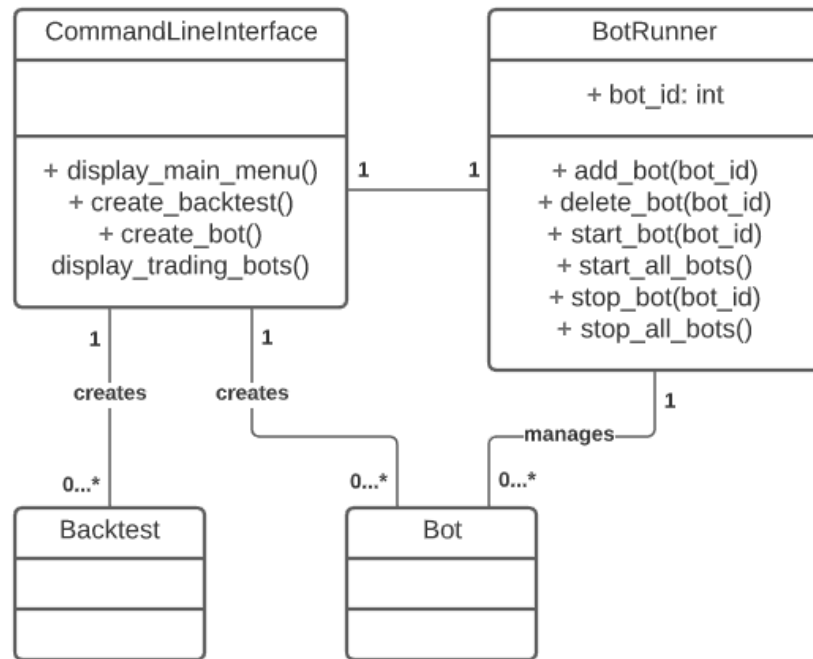 CommandLineInterface
+ display_main_menu()
+ create_backtest()
+ create_bot()
display_trading_bots()
BotRunner
+ bot_id: int
+ add_bot(bot_id)
+ delete_bot(bot_id)
+ start_bot(bot_id)
+ start_all_bots()
+ stop_bot(bot_id)
+ stop_all_bots()
1
1
1
1
1
creates
creates
manages
0...*
0...*
0...*
Backtest
Bot